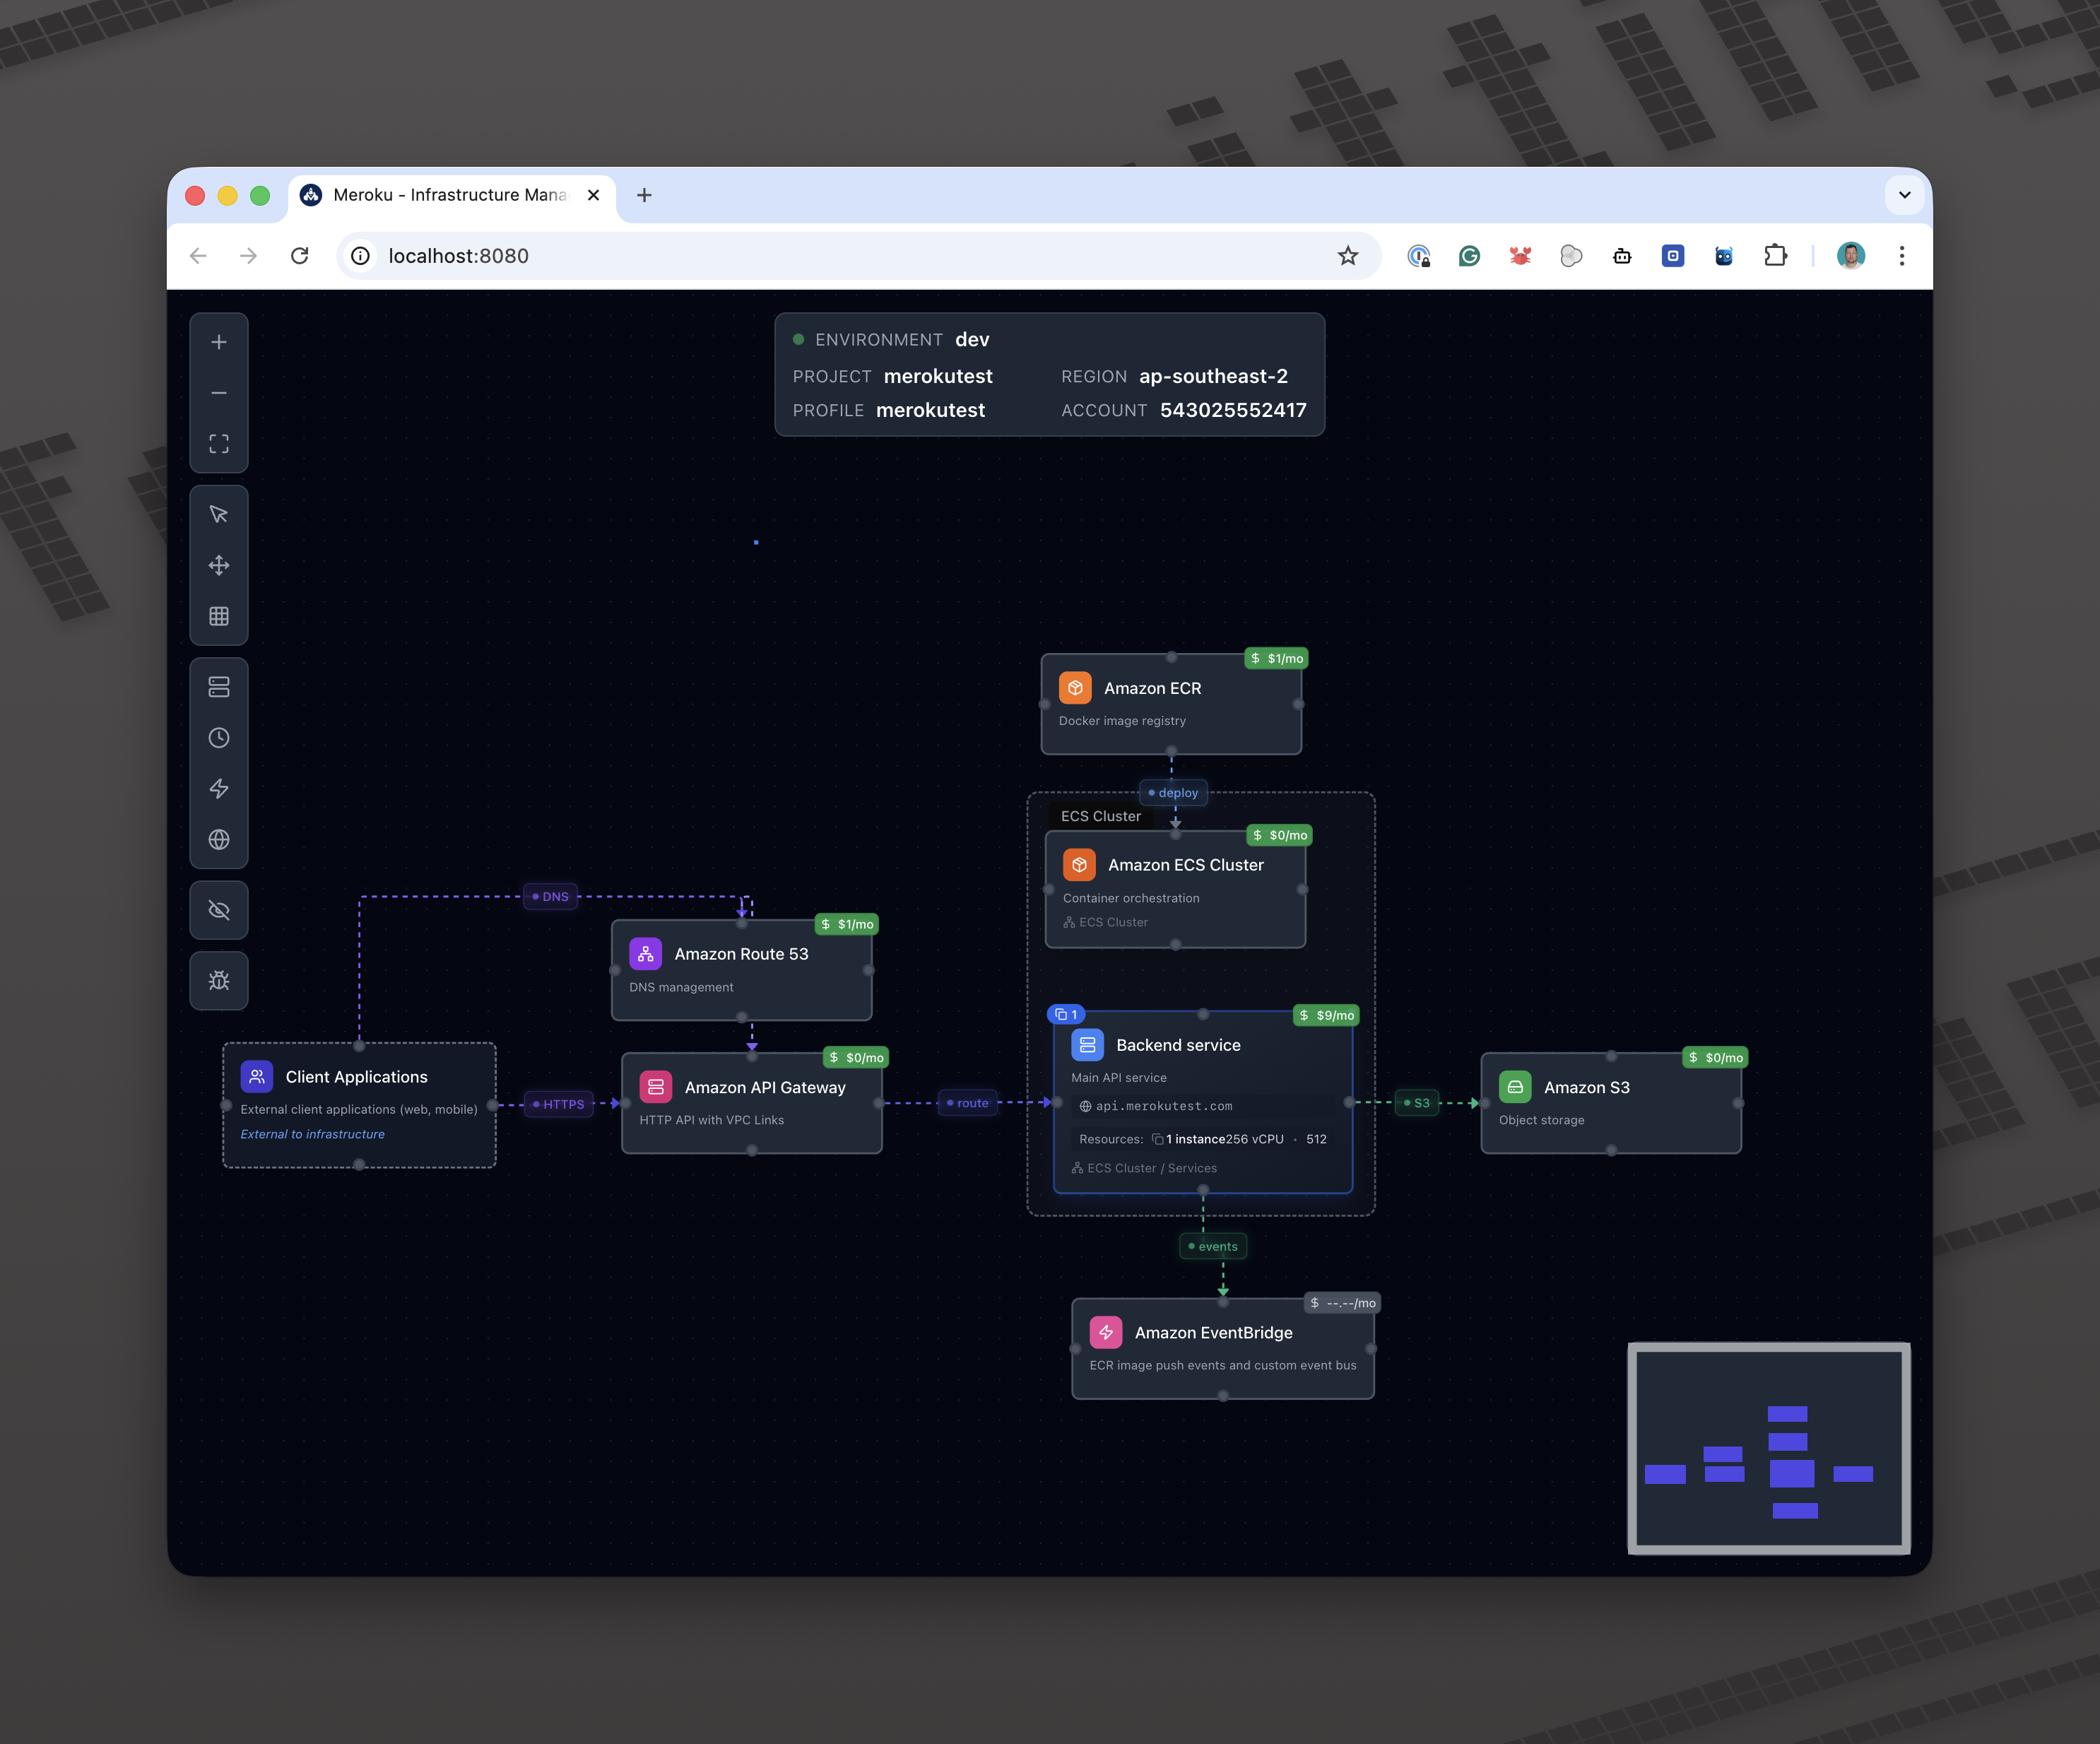 Meroku - Infrastructure Mana
localhost:8080
ENVIRONMENT dev
PROJECT merokutest REGION ap-southeast-2
PROFILE merokutest ACCOUNT 543025552417
$ $1/mo
Amazon ECR
Docker image registry
deploy
ECS Cluster
$ $0/mo
Amazon ECS Cluster
Container orchestration
ECS Cluster
DNS
$ $1/mo
Amazon Route 53
DNS management
Client Applications
External client applications (web, mobile)
External to infrastructure
HTTPS
$ $0/mo
Amazon API Gateway
HTTP API with VPC Links
route
1
$ $9/mo
Backend service
Main API service
api.merokutest.com
Resources: 1 instance256 vCPU • 512
ECS Cluster / Services
S3
$ $0/mo
Amazon S3
Object storage
events
$ --.--/mo
Amazon EventBridge
ECR image push events and custom event bus